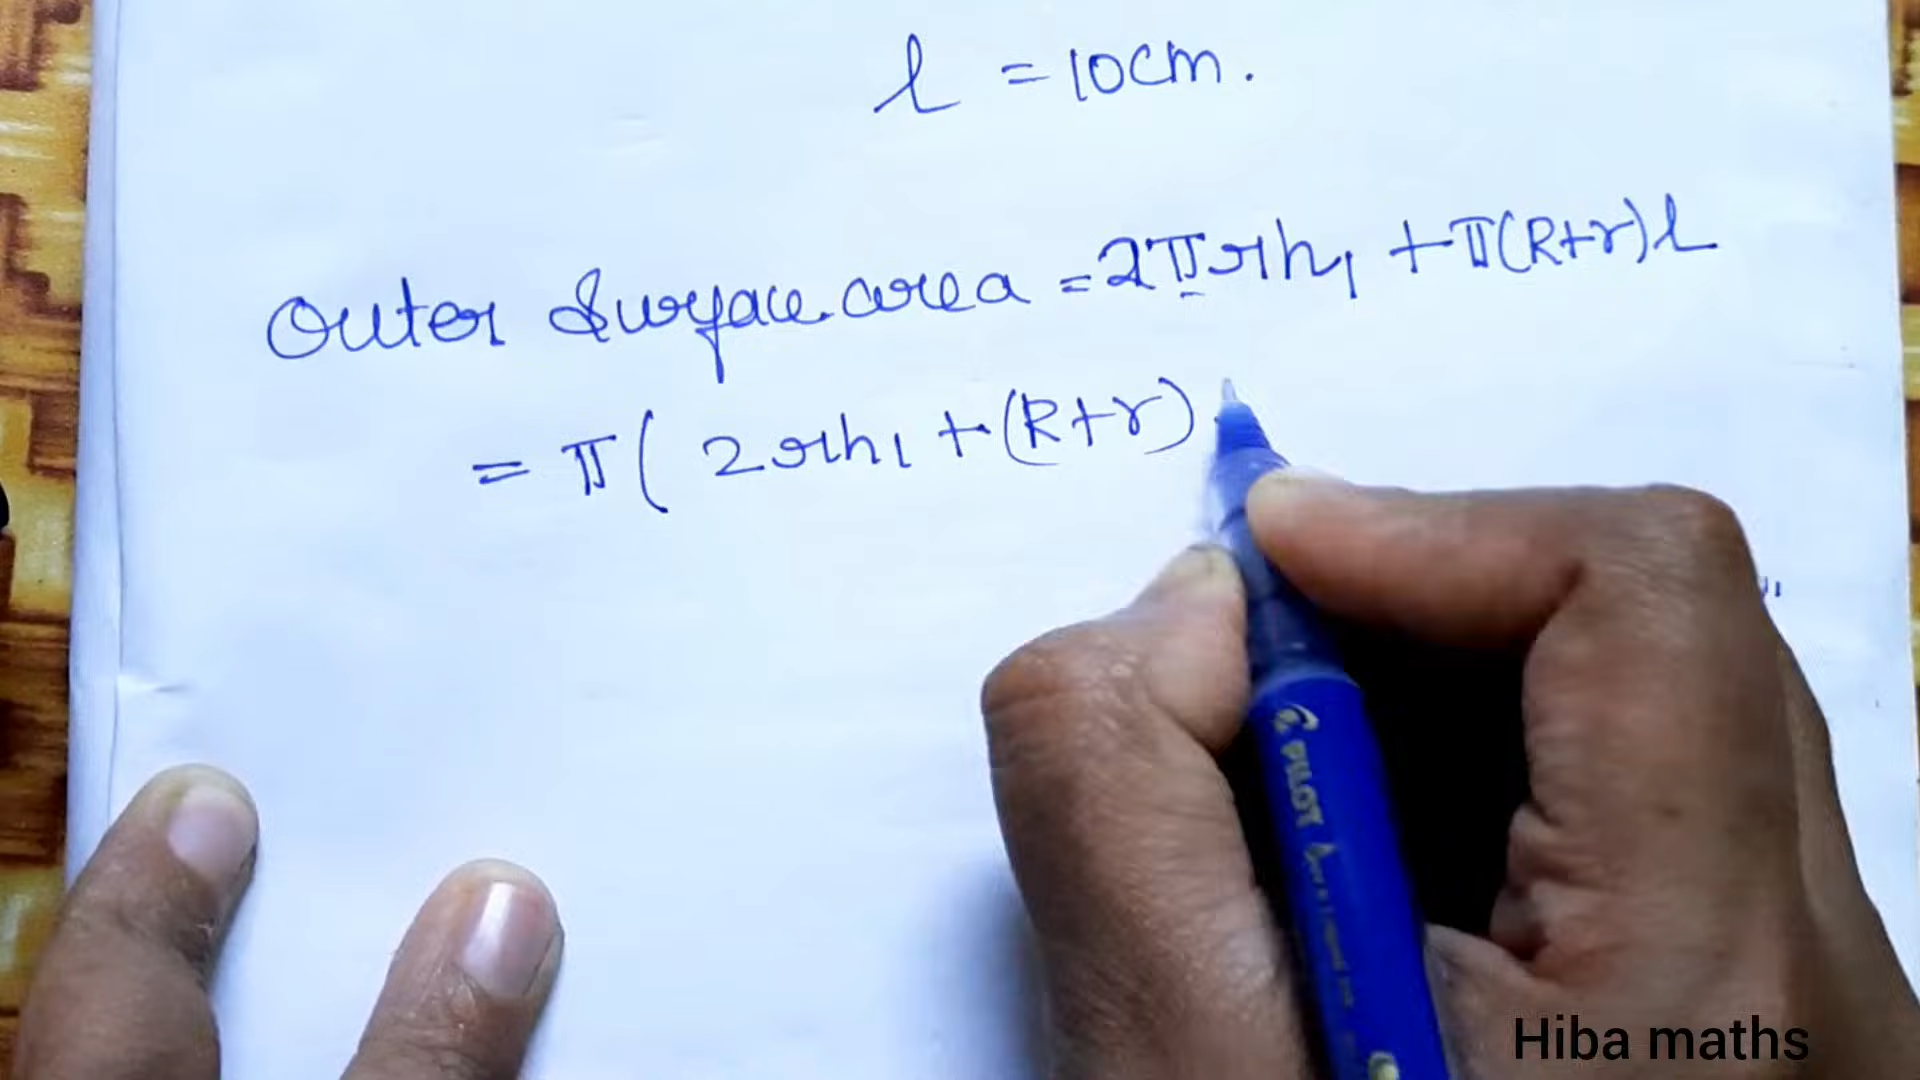 l = 10cm.
Outer Surface area = 2πrh₁ + π(R+r)l
= π( 2rh₁ + (R+r)
PILOT
Hiba maths